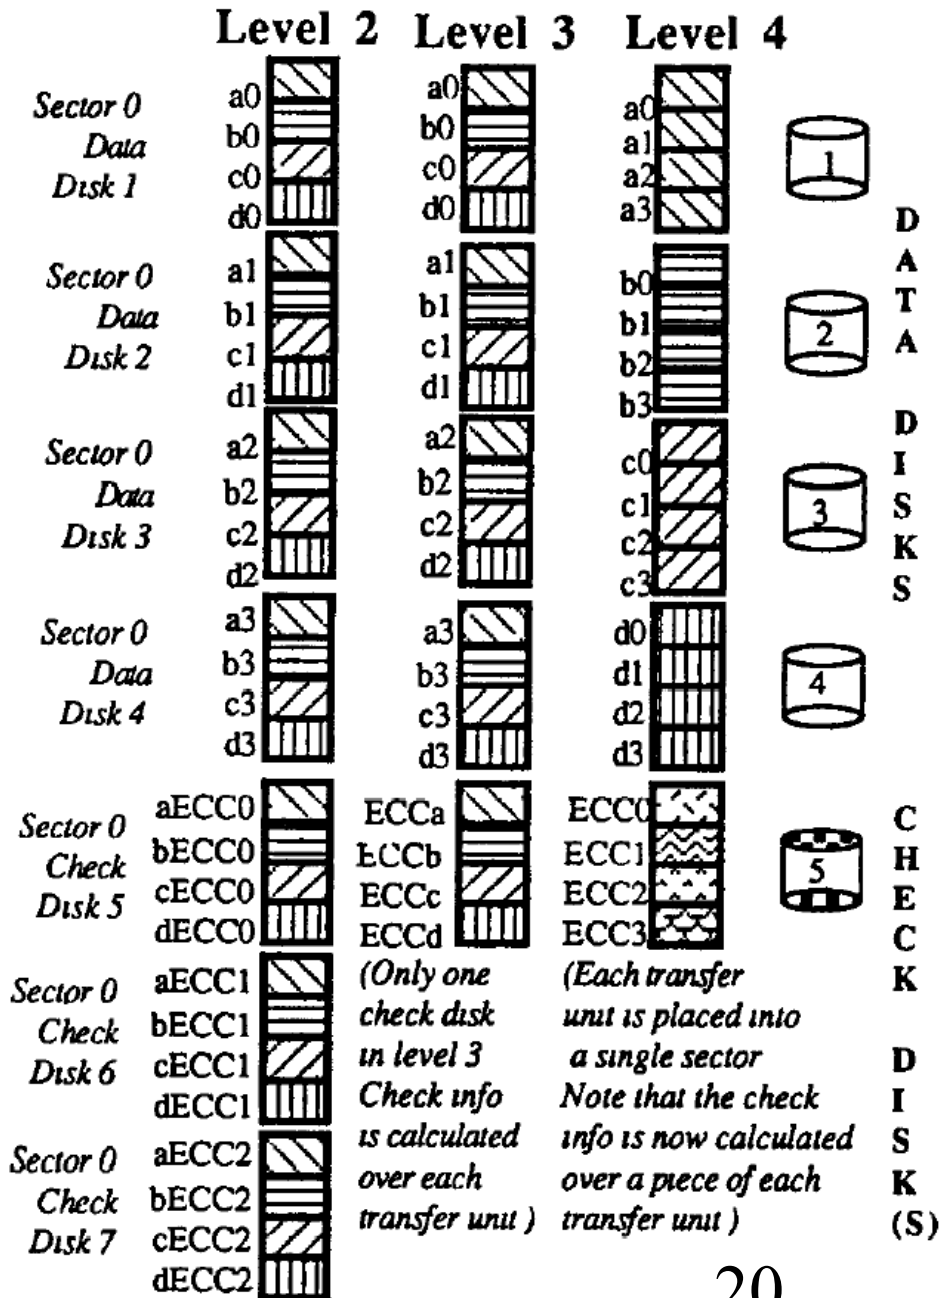 Level 2 Level 3 Level 4
Sector 0
Data
Disk 1
a0
b0
c0
d0
a0
b0
c0
d0
a0
a1
a2
a3
1
Sector 0
Data
Disk 2
a1
b1
c1
d1
a1
b1
c1
d1
b0
b1
b2
b3
2
Sector 0
Data
Disk 3
a2
b2
c2
d2
a2
b2
c2
d2
c0
c1
c2
c3
3
Sector 0
Data
Disk 4
a3
b3
c3
d3
a3
b3
c3
d3
d0
d1
d2
d3
4
DATA
DISKS
Sector 0
Check
Disk 5
aECC0
bECC0
cECC0
dECC0
ECCa
ECCb
ECCc
ECCd
ECC0
ECC1
ECC2
ECC3
5
Sector 0
Check
Disk 6
aECC1
bECC1
cECC1
dECC1
Sector 0
Check
Disk 7
aECC2
bECC2
cECC2
dECC2
(Only one
check disk
in level 3
Check info
is calculated
over each
transfer unit )
(Each transfer
unit is placed into
a single sector
Note that the check
info is now calculated
over a piece of each
transfer unit )
CHECK
DISK
(S)
20